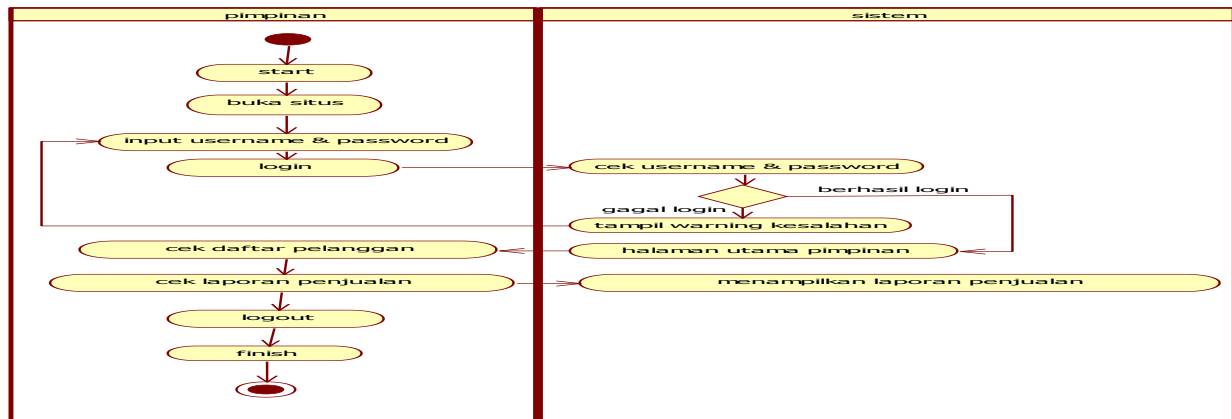 pimpinan
sistem
start
buka situs
input username & password
login
cek username & password
berhasil login
gagal login
tampil warning kesalahan
cek daftar pelanggan
halaman utama pimpinan
cek laporan penjualan
menampilkan laporan penjualan
logout
finish